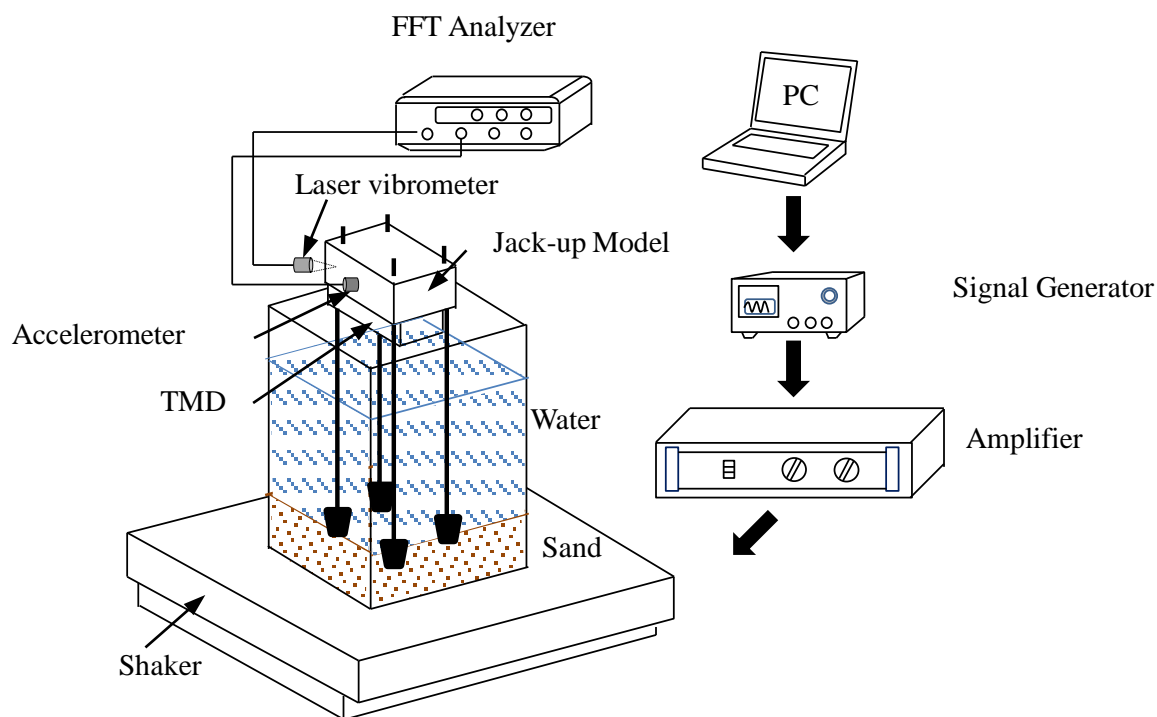 FFT Analyzer
PC
Laser vibrometer
Jack-up Model
Signal Generator
Accelerometer
TMD
Water
Amplifier
Sand
Shaker